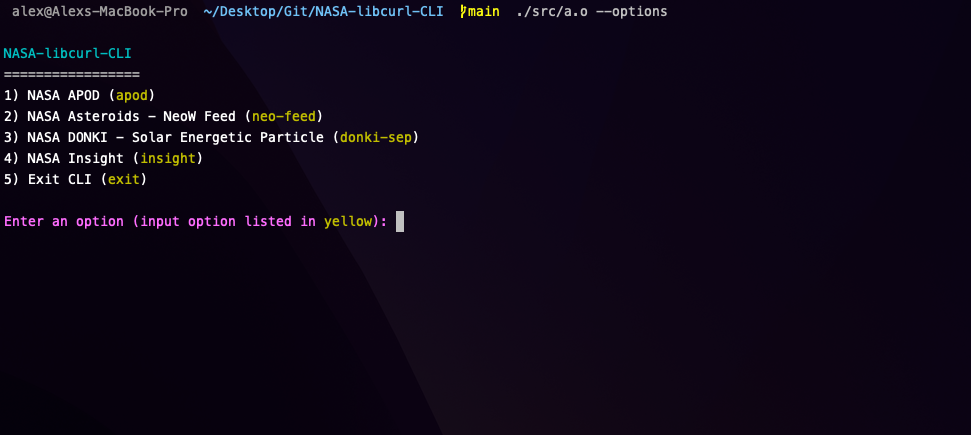 alex@Alexs-MacBook-Pro ~/Desktop/Git/NASA-libcurl-CLI main ./src/a.o --options
NASA-libcurl-CLI
=================
1) NASA APOD (apod)
2) NASA Asteroids - NeoW Feed (neo-feed)
3) NASA DONKI - Solar Energetic Particle (donki-sep)
4) NASA Insight (insight)
5) Exit CLI (exit)
Enter an option (input option listed in yellow):